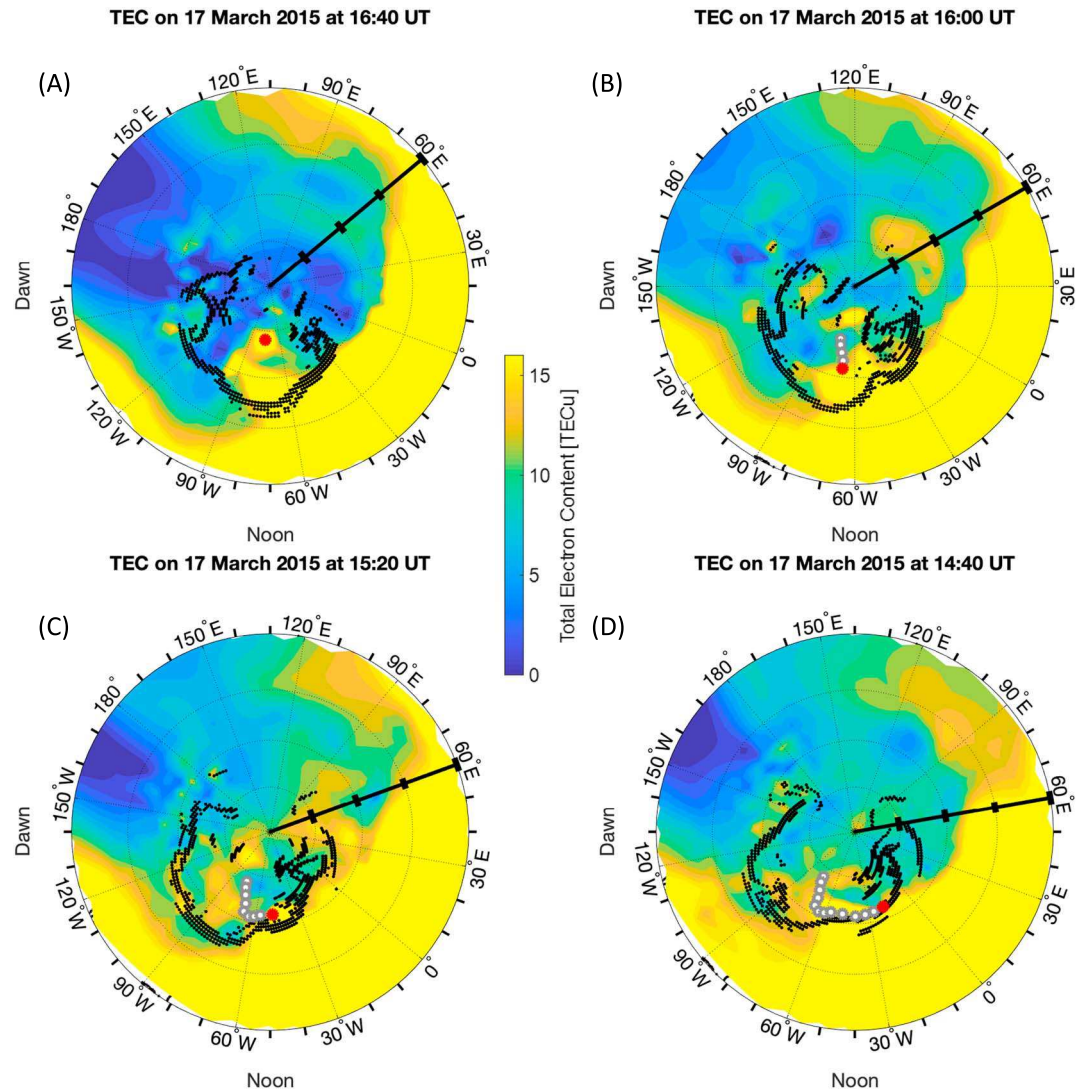 TEC on 17 March 2015 at 16:40 UT
(A)
120°E
90°E
60°E
30°E
0°
30°W
60°W
90°W
120°W
150°W
180°
150°E
Dawn
Noon
TEC on 17 March 2015 at 16:00 UT
(B)
120°E
90°E
60°E
30°E
0°
30°W
60°W
90°W
120°W
150°W
180°
150°E
Dawn
Noon
15
10
5
0
Total Electron Content [TECu]
TEC on 17 March 2015 at 15:20 UT
(C)
150°E
120°E
90°E
60°E
30°E
0°
30°W
60°W
90°W
120°W
150°W
180°
Dawn
Noon
TEC on 17 March 2015 at 14:40 UT
(D)
150°E
120°E
90°E
60°E
30°E
0°
30°W
60°W
90°W
120°W
150°W
180°
Dawn
Noon